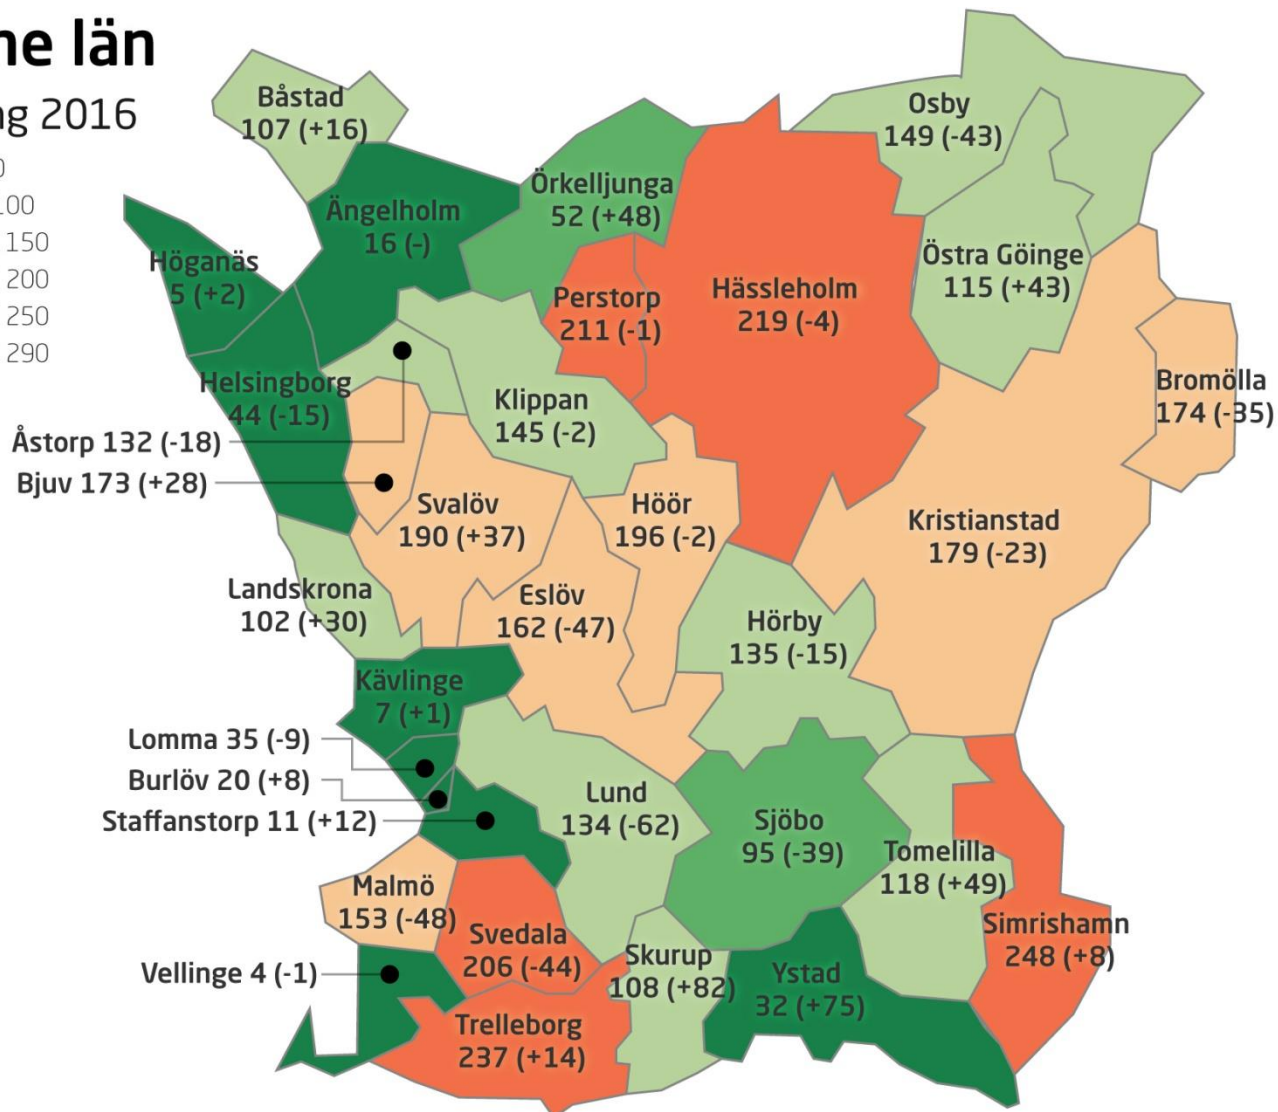 ne län
ng 2016
0
100
150
200
250
290
Båstad
107 (+16)
Osby
149 (-43)
Örkelljunga
52 (+48)
Ängelholm
16 (-)
Höganäs
5 (+2)
Östra Göinge
115 (+43)
Perstorp
211 (-1)
Hässleholm
219 (-4)
Helsingborg
44 (-15)
Klippan
145 (-2)
Bromölla
174 (-35)
Åstorp 132 (-18)
Bjuv 173 (+28)
Svalöv
190 (+37)
Höör
196 (-2)
Kristianstad
179 (-23)
Landskrona
102 (+30)
Eslöv
162 (-47)
Hörby
135 (-15)
Kävlinge
7 (+1)
Lomma 35 (-9)
Burlöv 20 (+8)
Staffanstorp 11 (+12)
Lund
134 (-62)
Sjöbo
95 (-39)
Tomelilla
118 (+49)
Malmö
153 (-48)
Svedala
206 (-44)
Simrishamn
248 (+8)
Skurup
108 (+82)
Ystad
32 (+75)
Vellinge 4 (-1)
Trelleborg
237 (+14)